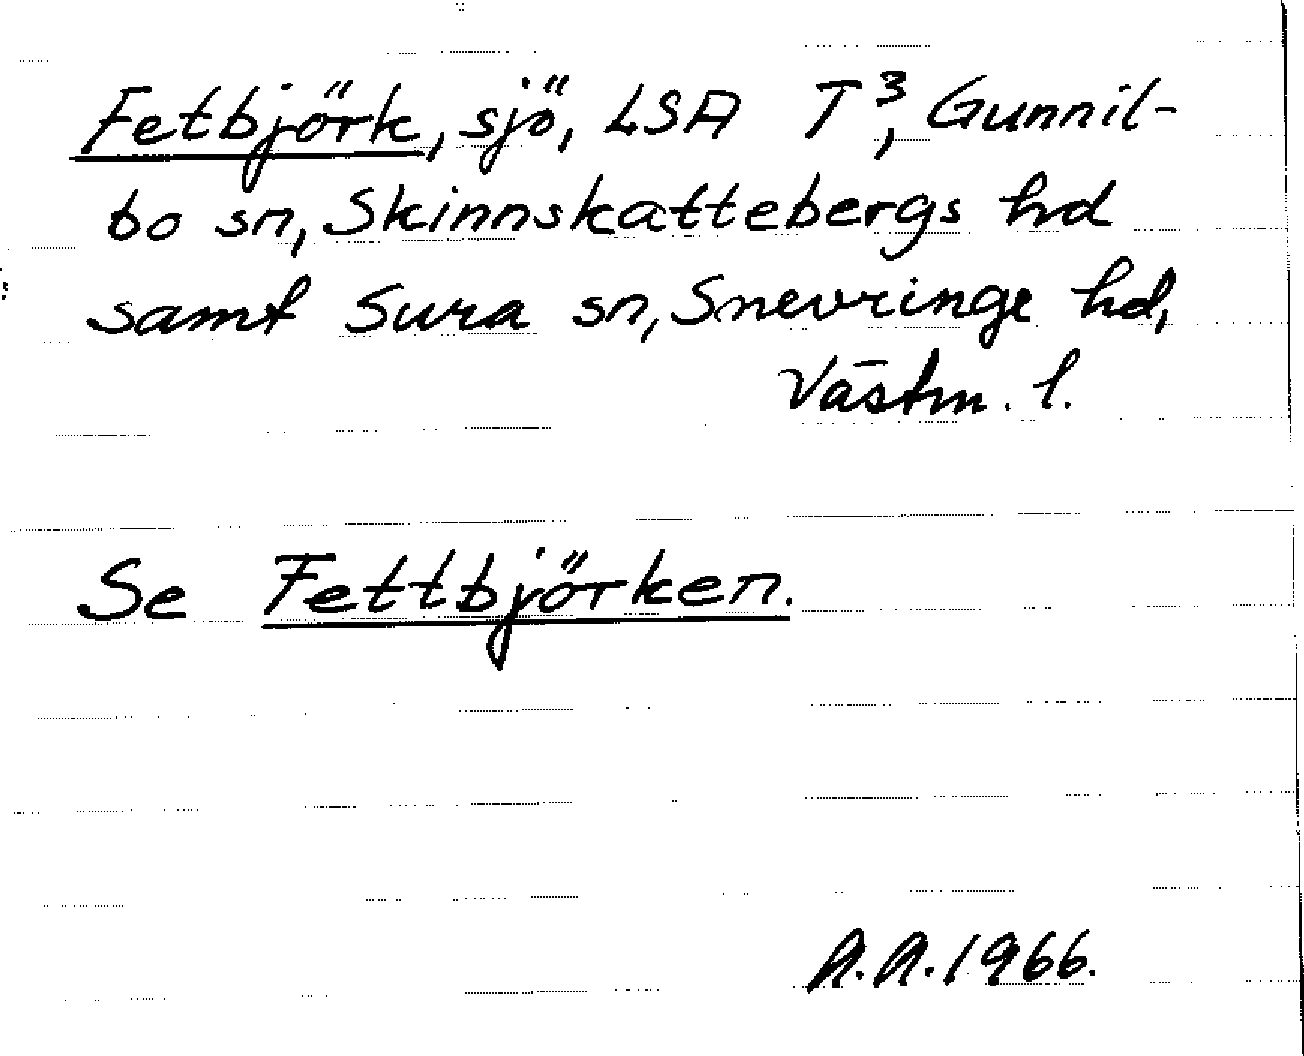 Fetbjörk, sjö, LSA T³, Gunnil-
bo sn, Skinnskattebergs hd
samt Sura sn, Snevringe hd,
Västm. l.
Se Fettbjörken.
A.A. 1966.